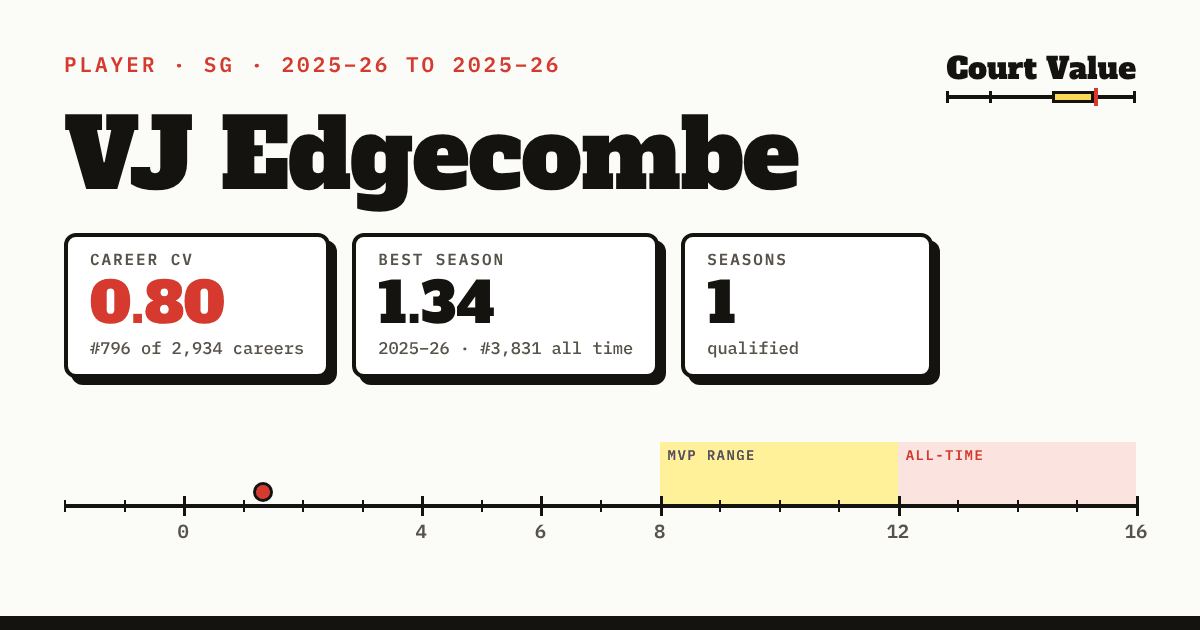 PLAYER · SG · 2025–26 TO 2025–26
Court Value
VJ Edgecombe
CAREER CV
0.80
#796 of 2,934 careers
BEST SEASON
1.34
2025–26 · #3,831 all time
SEASONS
1
qualified
MVP RANGE
ALL-TIME
0 4 6 8 12 16